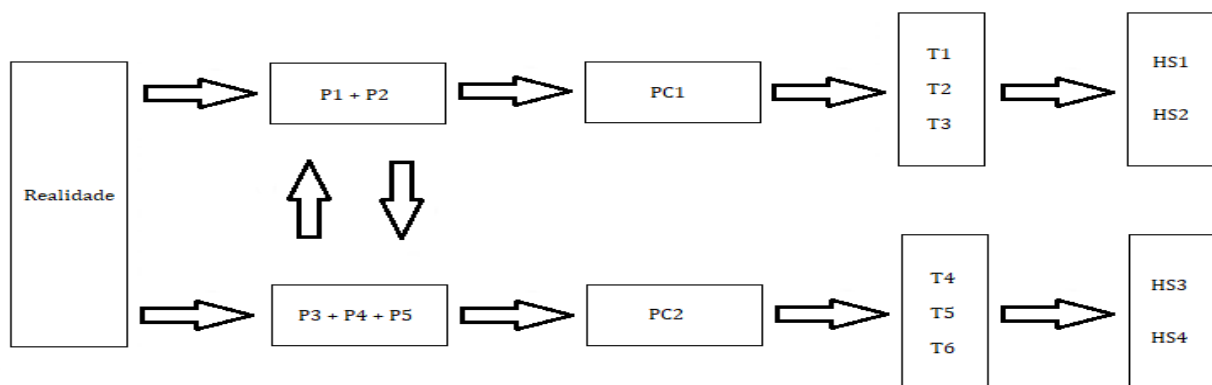 Realidade
P1 + P2
PC1
T1
T2
T3
HS1
HS2
P3 + P4 + P5
PC2
T4
T5
T6
HS3
HS4